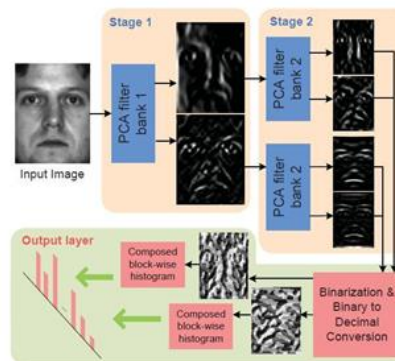 Stage 1
Stage 2
PCA filter
bank 1
PCA filter
bank 2
PCA filter
bank 2
Input Image
Output layer
Composed
block-wise
histogram
Composed
block-wise
histogram
Binarization &
Binary to
Decimal
Conversion